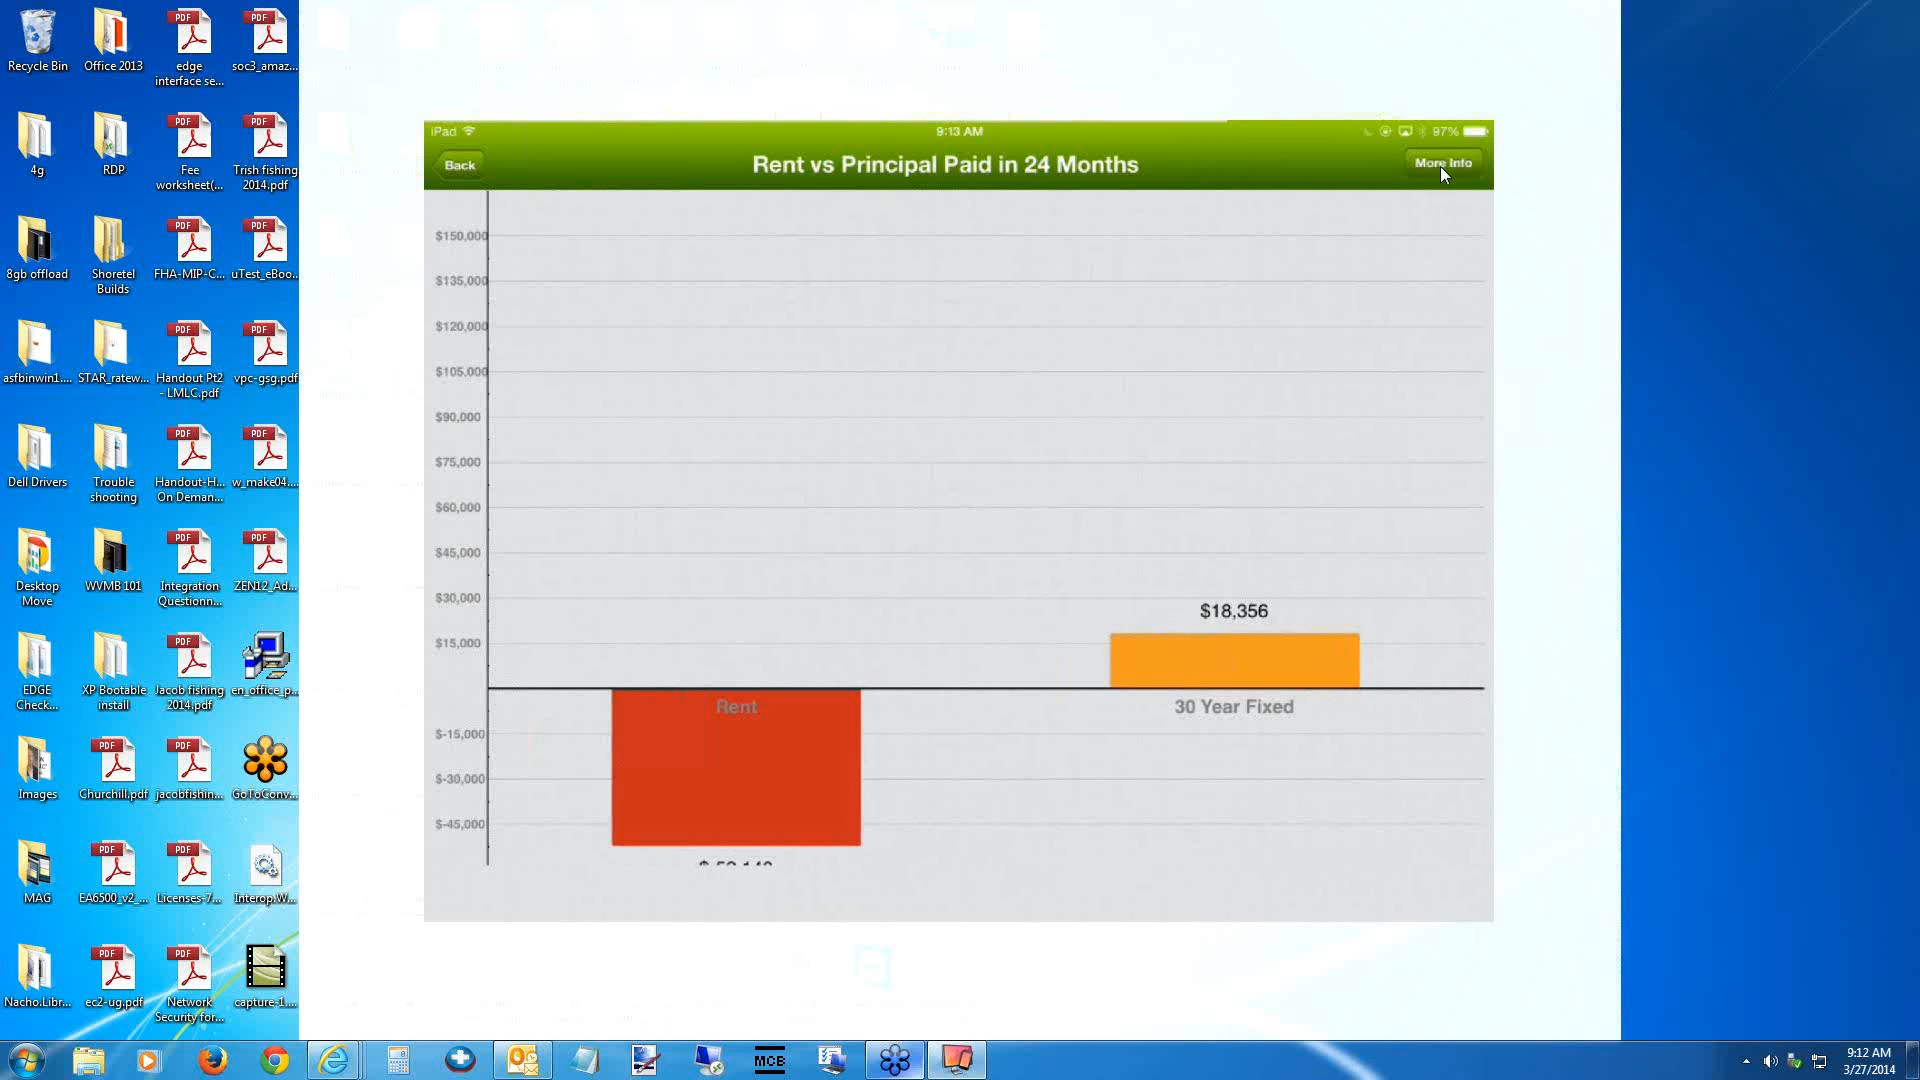 Recycle Bin
Office 2013
edge
interface se...
soc3_amaz...
4g
RDP
Fee
worksheet(...
Trish fishing
2014.pdf
8gb offload
Shoretel
Builds
FHA-MIP-C...
uTest_eBoo...
asfbinwin1....
STAR_ratew...
Handout Pt2
- LMLC.pdf
vpc-gsg.pdf
Dell Drivers
Trouble
shooting
Handout-H...
On Deman...
w_make04....
Desktop
Move
WVMB 101
Integration
Questionn...
ZEN12_Ad...
EDGE
Check...
XP Bootable
install
Jacob fishing
2014.pdf
en_office_p...
Images
Churchill.pdf
jacobfishin...
GoToConv...
MAG
EA6500_v2_...
Licenses-7...
Interop.W...
Nacho.Libr...
ec2-ug.pdf
Network
Security for...
capture-1....
iPad
9:13 AM
97%
Back
Rent vs Principal Paid in 24 Months
More Info
$150,000
$135,000
$120,000
$105,000
$90,000
$75,000
$60,000
$45,000
$30,000
$15,000
$-15,000
$-30,000
$-45,000
$18,356
Rent
30 Year Fixed
MCB
9:12 AM
3/27/2014